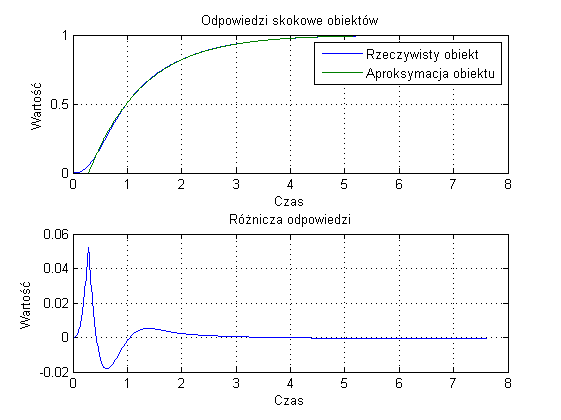 Odpowiedzi skokowe obiektów
1
0.5
0
Wartość
Rzeczywisty obiekt
Aproksymacja obiektu
0 1 2 3 4 5 6 7 8
Czas
Różnicza odpowiedzi
0.06
0.04
0.02
0
-0.02
Wartość
0 1 2 3 4 5 6 7 8
Czas